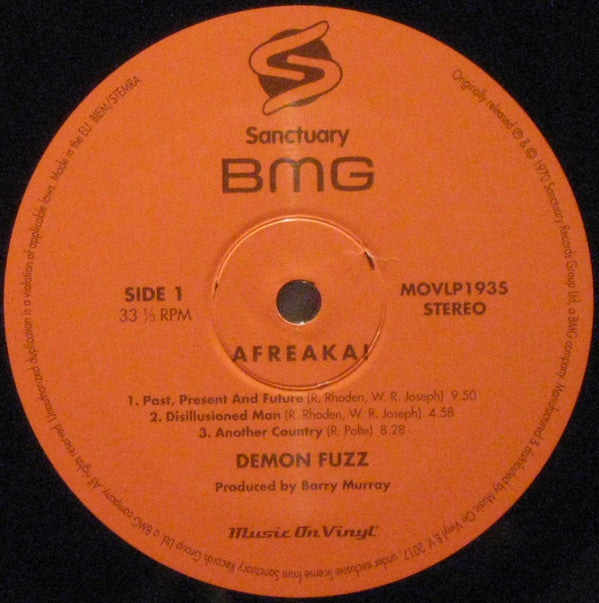 Sanctuary
BMG
SIDE 1
33 ⅓ RPM
MOVLP1935
STEREO
AFREAKA!
1. Past, Present And Future (R. Rhoden, W. R. Joseph) 9.50
2. Disillusioned Man (R. Rhoden, W. R. Joseph) 4.58
3. Another Country (R. Polte) 8.28
DEMON FUZZ
Produced by Barry Murray
Music On Vinyl
Originally released ℗ & © 1970 Sanctuary Records Group Ltd, a BMG company. Manufactured & distributed by Music On Vinyl B.V. 2017, under exclusive license from Sanctuary Records Group Ltd, a BMG company. All rights reserved. Unauthorized duplication is a violation of applicable laws. Made in the EU. BIEM/STEMRA